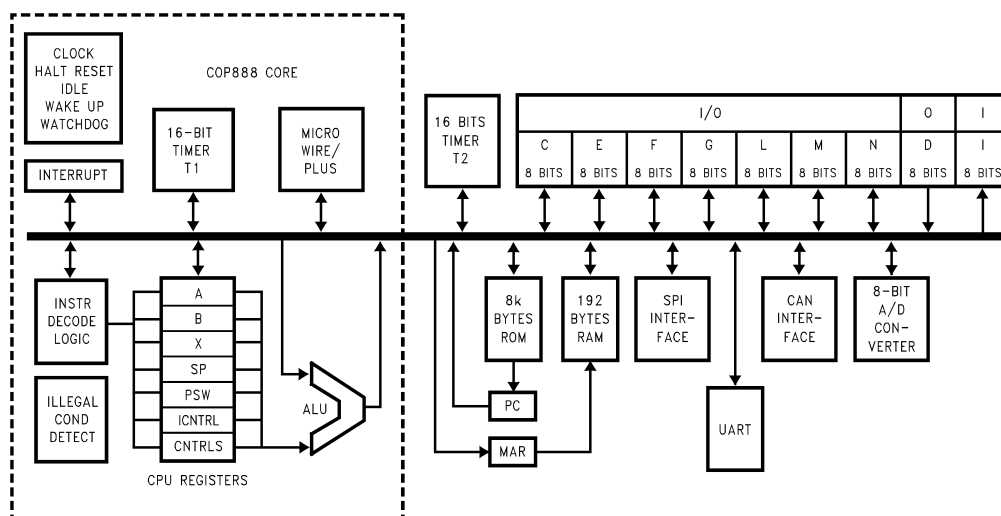 CLOCK
HALT RESET
IDLE
WAKE UP
WATCHDOG
COP888 CORE
INTERRUPT
16-BIT
TIMER
T1
MICRO
WIRE/
PLUS
16 BITS
TIMER
T2
I/O
O
I
C
E
F
G
L
M
N
D
I
8 BITS
8 BITS
8 BITS
8 BITS
8 BITS
8 BITS
8 BITS
8 BITS
8 BITS
INSTR
DECODE
LOGIC
ILLEGAL
COND
DETECT
A
B
X
SP
PSW
ICNTRL
CNTRLS
CPU REGISTERS
ALU
8k
BYTES
ROM
192
BYTES
RAM
PC
MAR
SPI
INTER-
FACE
UART
CAN
INTER-
FACE
8-BIT
A/D
CON-
VERTER